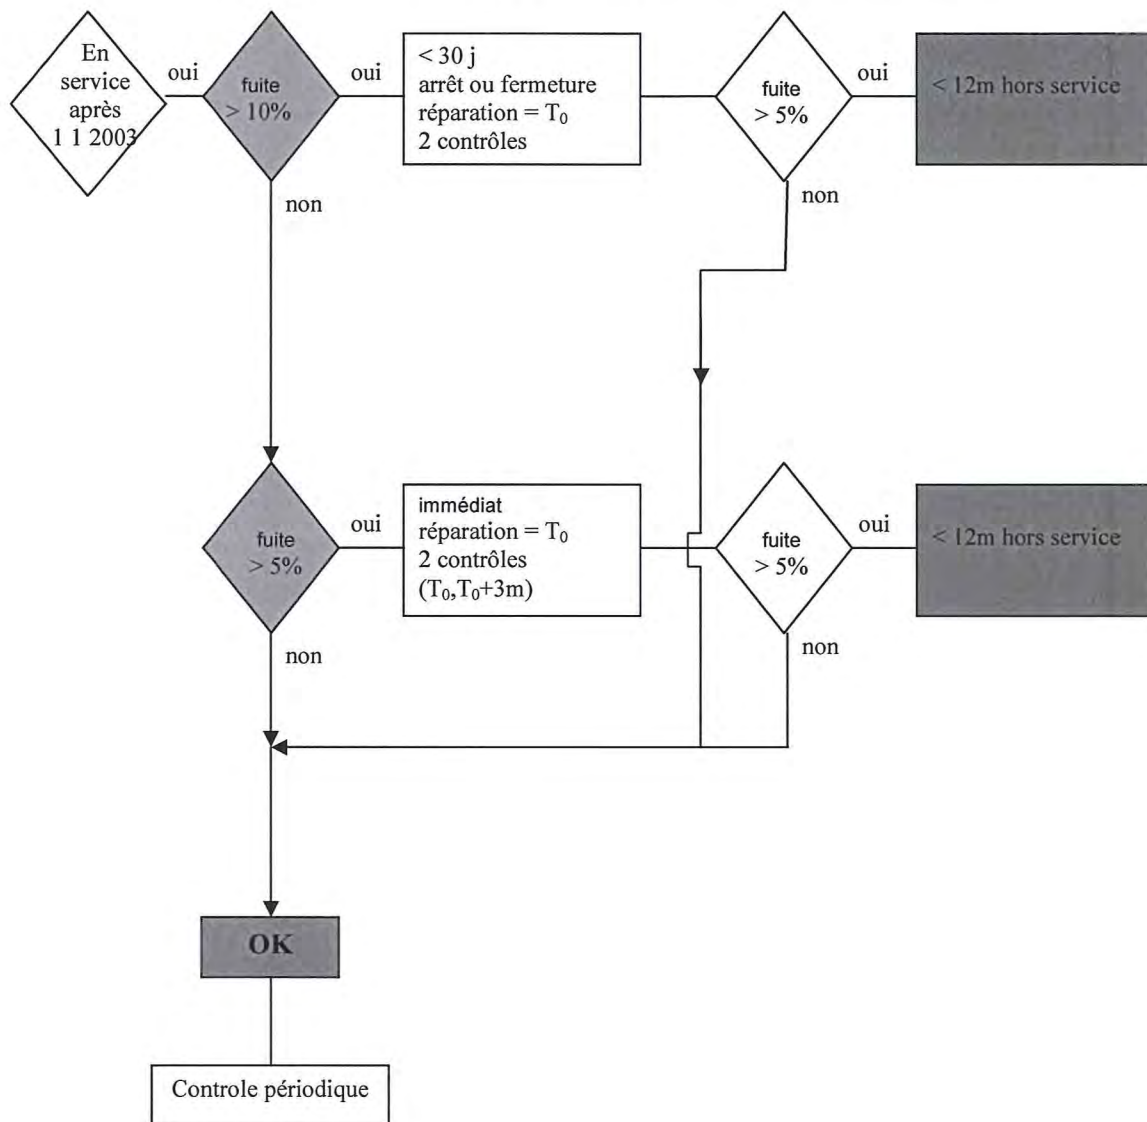 En
service
après
1 1 2003
oui
fuite
> 10%
oui
< 30 j
arrêt ou fermeture
réparation = T₀
2 contrôles
fuite
> 5%
oui
< 12m hors service
non
non
fuite
> 5%
oui
immédiat
réparation = T₀
2 contrôles
(T₀,T₀+3m)
fuite
> 5%
oui
< 12m hors service
non
non
OK
Controle périodique